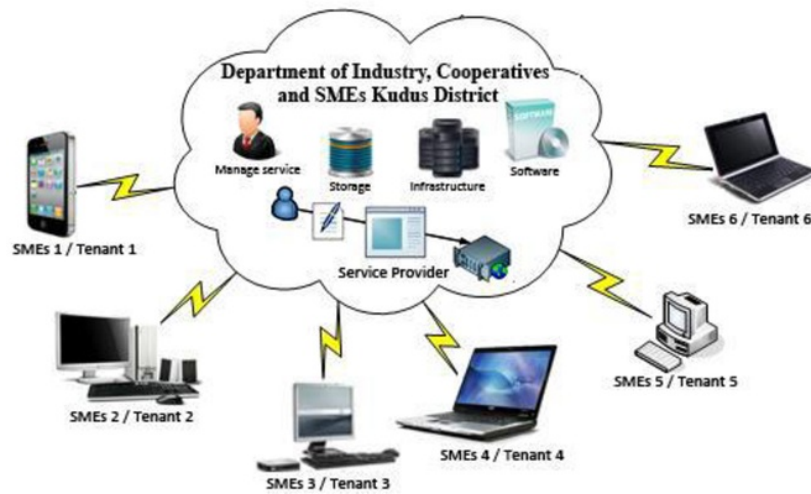 Department of Industry, Cooperatives
and SMEs Kudus District
Manage service
Storage
Infrastructure
Software
SOFTWARE
Service Provider
SMEs 1 / Tenant 1
SMEs 2 / Tenant 2
SMEs 3 / Tenant 3
SMEs 4 / Tenant 4
SMEs 5 / Tenant 5
SMEs 6 / Tenant 6